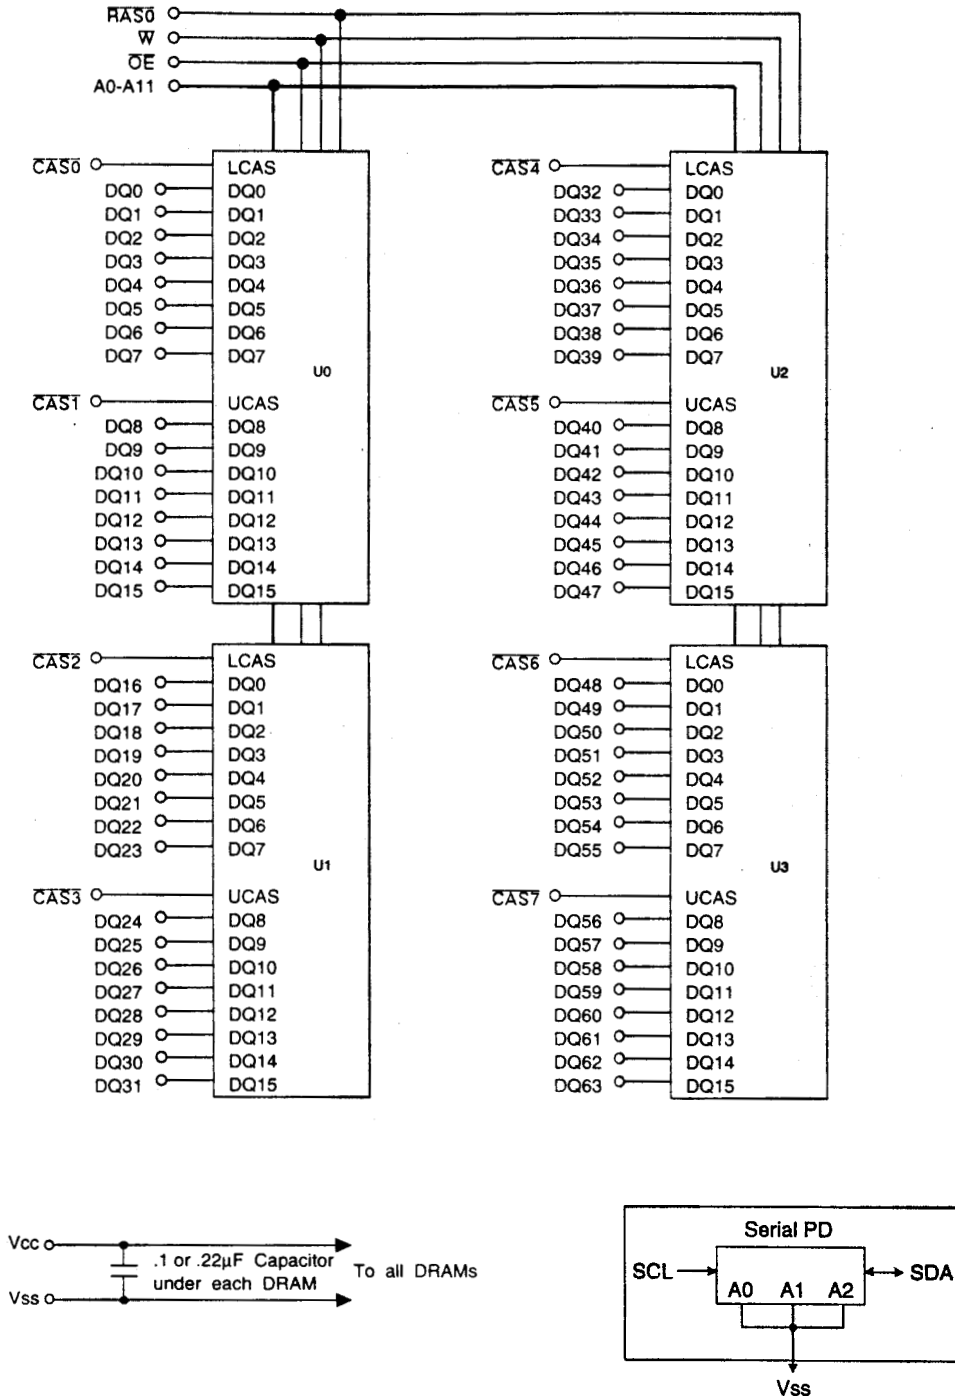 RAS0
W
OE
A0-A11
CAS0 LCAS
DQ0 DQ0
DQ1 DQ1
DQ2 DQ2
DQ3 DQ3
DQ4 DQ4
DQ5 DQ5
DQ6 DQ6
DQ7 DQ7
U0
CAS1 UCAS
DQ8 DQ8
DQ9 DQ9
DQ10 DQ10
DQ11 DQ11
DQ12 DQ12
DQ13 DQ13
DQ14 DQ14
DQ15 DQ15
CAS4 LCAS
DQ32 DQ0
DQ33 DQ1
DQ34 DQ2
DQ35 DQ3
DQ36 DQ4
DQ37 DQ5
DQ38 DQ6
DQ39 DQ7
U2
CAS5 UCAS
DQ40 DQ8
DQ41 DQ9
DQ42 DQ10
DQ43 DQ11
DQ44 DQ12
DQ45 DQ13
DQ46 DQ14
DQ47 DQ15
CAS2 LCAS
DQ16 DQ0
DQ17 DQ1
DQ18 DQ2
DQ19 DQ3
DQ20 DQ4
DQ21 DQ5
DQ22 DQ6
DQ23 DQ7
U1
CAS3 UCAS
DQ24 DQ8
DQ25 DQ9
DQ26 DQ10
DQ27 DQ11
DQ28 DQ12
DQ29 DQ13
DQ30 DQ14
DQ31 DQ15
CAS6 LCAS
DQ48 DQ0
DQ49 DQ1
DQ50 DQ2
DQ51 DQ3
DQ52 DQ4
DQ53 DQ5
DQ54 DQ6
DQ55 DQ7
U3
CAS7 UCAS
DQ56 DQ8
DQ57 DQ9
DQ58 DQ10
DQ59 DQ11
DQ60 DQ12
DQ61 DQ13
DQ62 DQ14
DQ63 DQ15
Vcc
.1 or .22µF Capacitor
under each DRAM
To all DRAMs
Vss
Serial PD
SCL SDA
A0 A1 A2
Vss